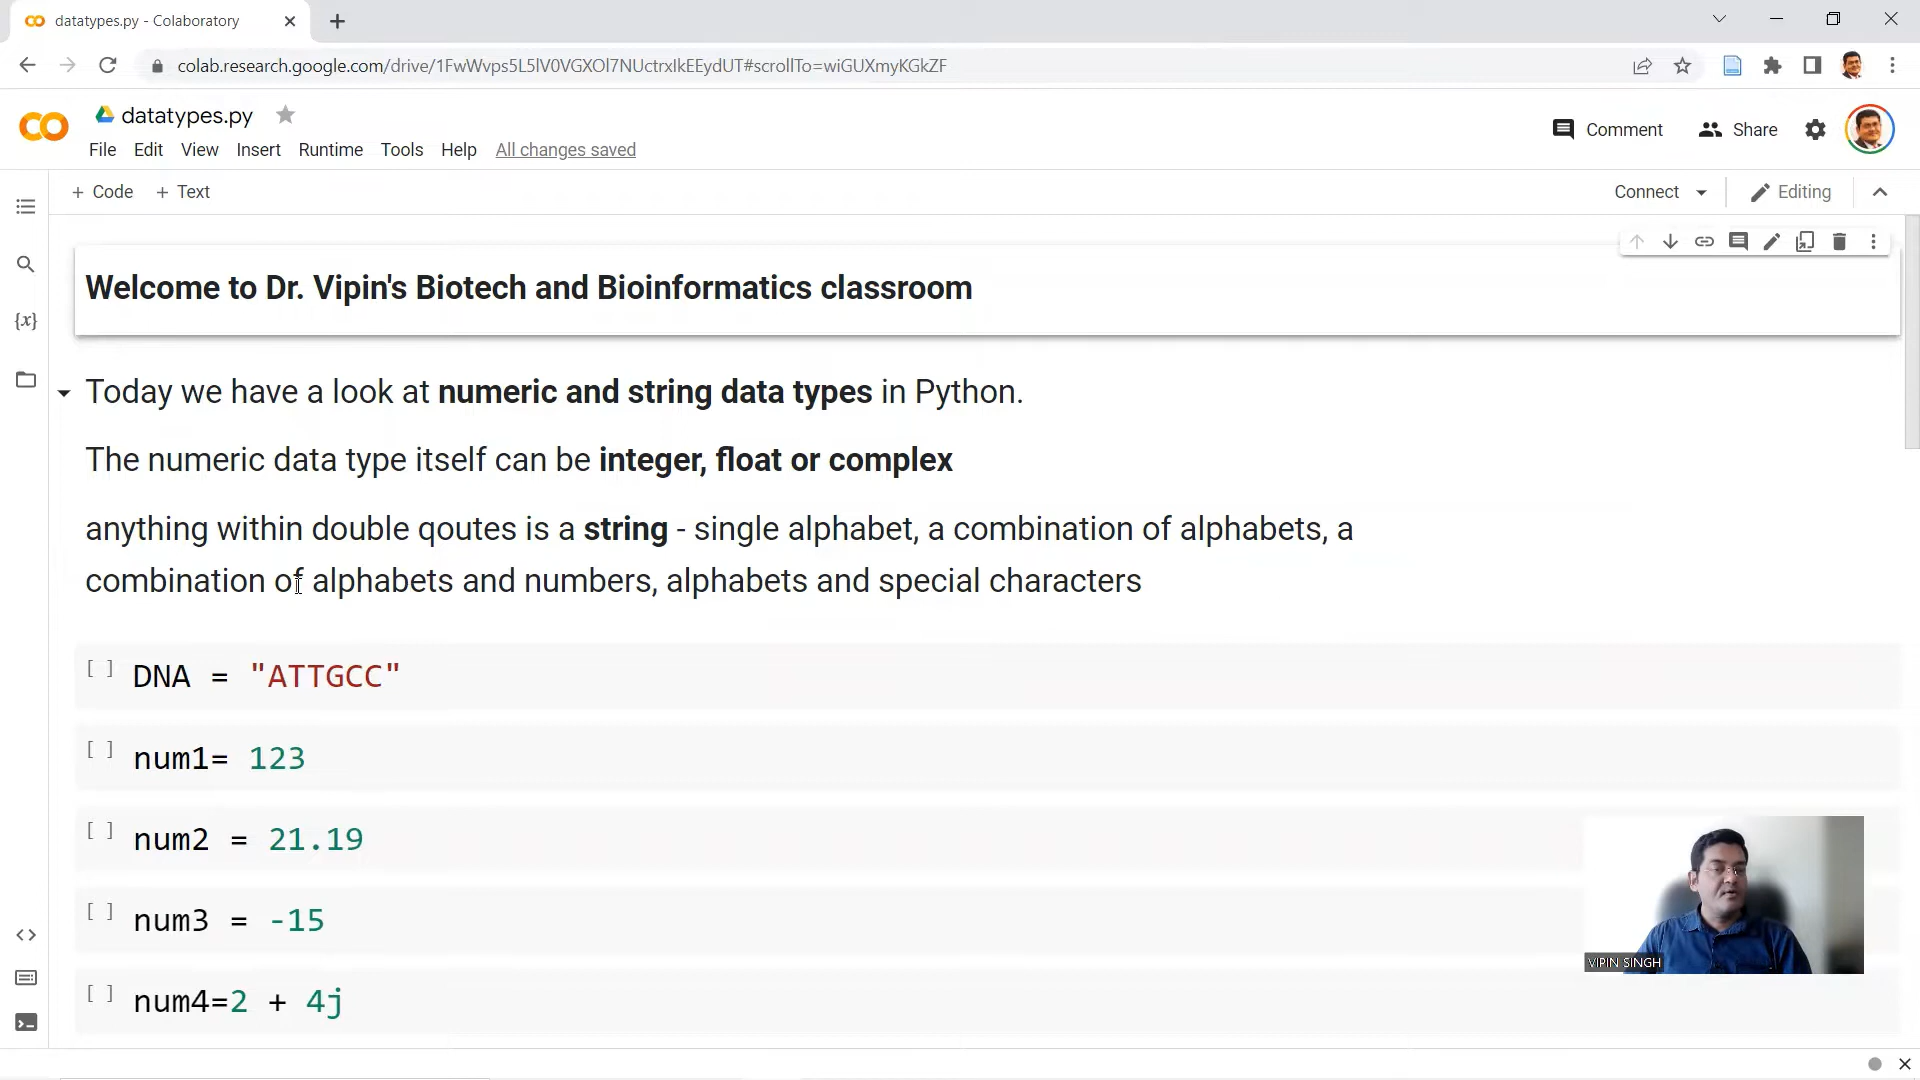 datatypes.py - Colaboratory
colab.research.google.com/drive/1FwWvps5L5lV0VGXOl7NUctrxIkEEydUT#scrollTo=wiGUXmyKGkZF
datatypes.py
Comment
Share
File Edit View Insert Runtime Tools Help All changes saved
+ Code + Text
Connect
Editing
Welcome to Dr. Vipin's Biotech and Bioinformatics classroom
{x}
Today we have a look at numeric and string data types in Python.
The numeric data type itself can be integer, float or complex
anything within double qoutes is a string - single alphabet, a combination of alphabets, a
combination of alphabets and numbers, alphabets and special characters
[ ] DNA = "ATTGCC"
[ ] num1= 123
[ ] num2 = 21.19
[ ] num3 = -15
VIPIN SINGH
[ ] num4=2 + 4j